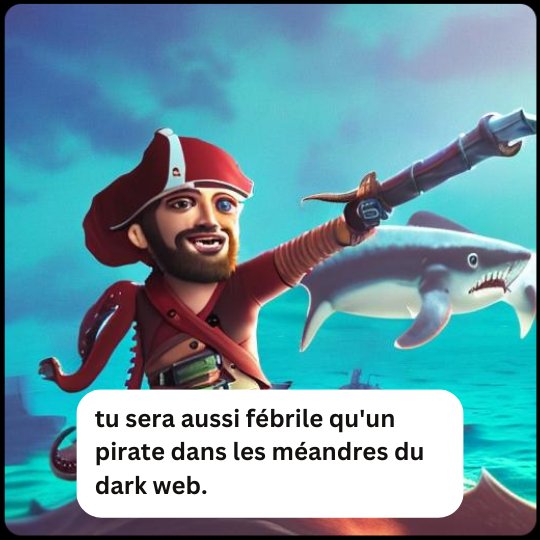 tu sera aussi fébrile qu'un
pirate dans les méandres du
dark web.